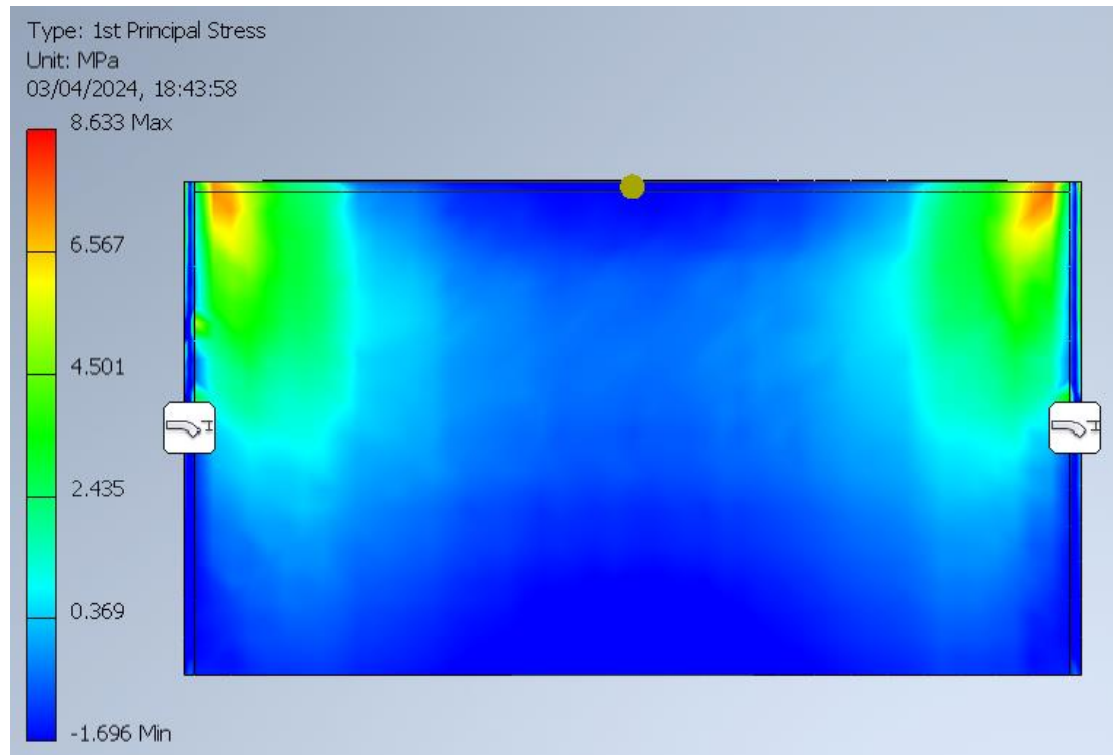 Type: 1st Principal Stress
Unit: MPa
03/04/2024, 18:43:58
8.633 Max
6.567
4.501
2.435
0.369
-1.696 Min